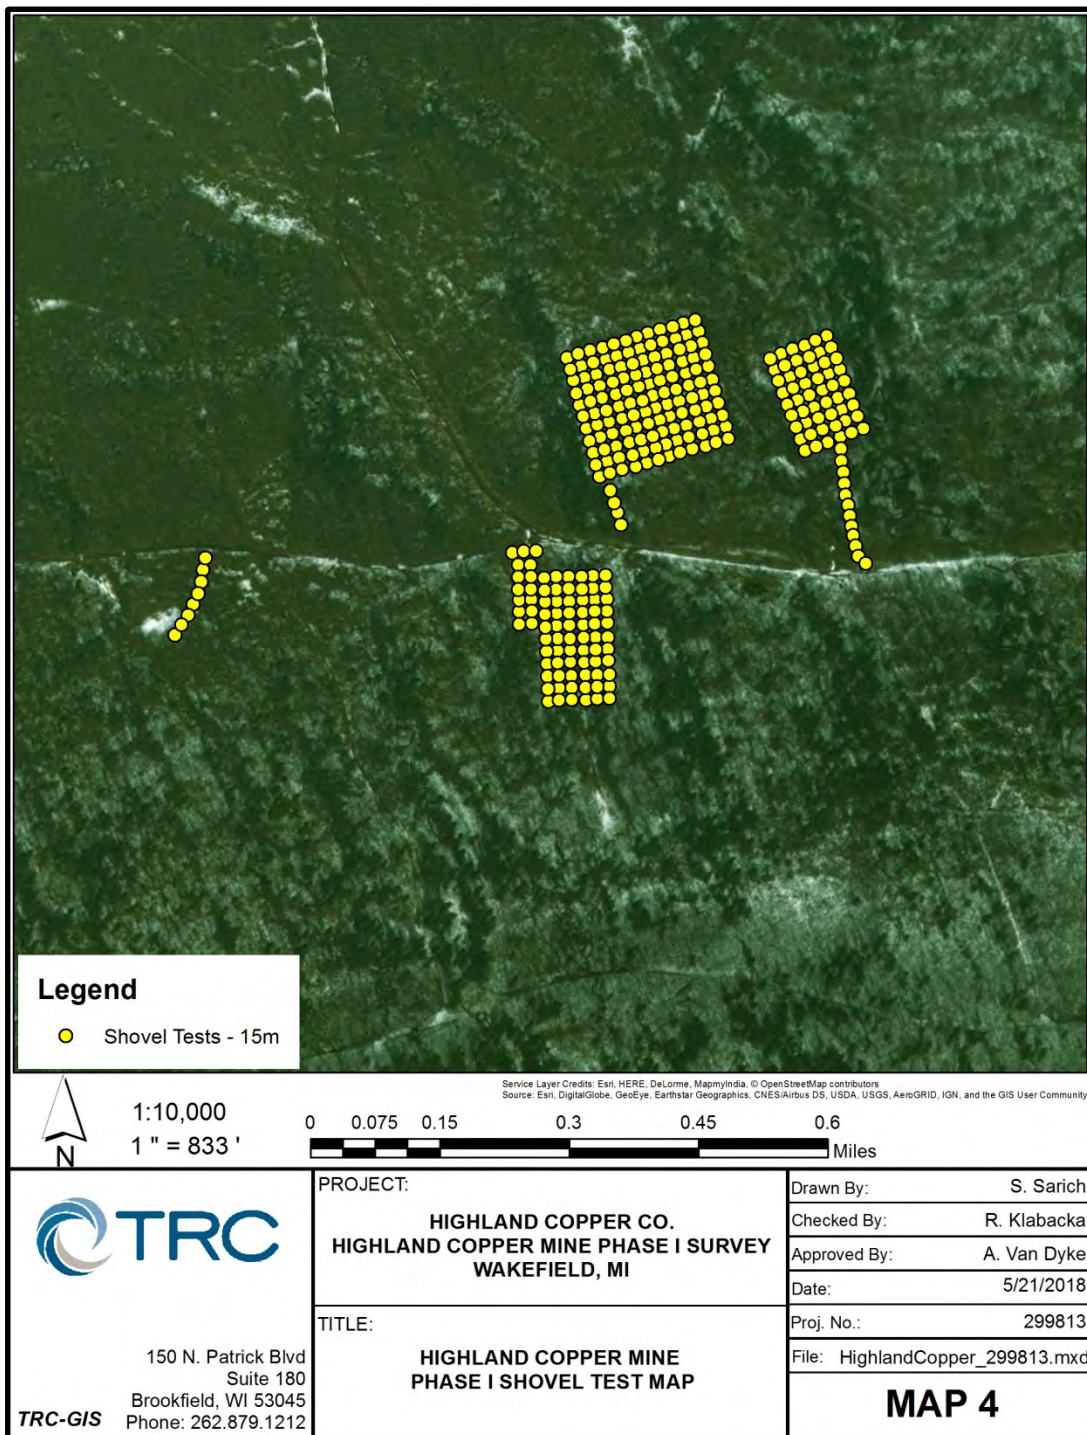 Legend
Shovel Tests - 15m
Service Layer Credits: Esri, HERE, DeLorme, MapmyIndia, © OpenStreetMap contributors
Source: Esri, DigitalGlobe, GeoEye, Earthstar Geographics, CNES/Airbus DS, USDA, USGS, AeroGRID, IGN, and the GIS User Community
N
1:10,000
1 " = 833 '
0 0.075 0.15 0.3 0.45 0.6
Miles
TRC
150 N. Patrick Blvd
Suite 180
Brookfield, WI 53045
TRC-GIS Phone: 262.879.1212
PROJECT:
HIGHLAND COPPER CO.
HIGHLAND COPPER MINE PHASE I SURVEY
WAKEFIELD, MI
TITLE:
HIGHLAND COPPER MINE
PHASE I SHOVEL TEST MAP
Drawn By: S. Sarich
Checked By: R. Klabacka
Approved By: A. Van Dyke
Date: 5/21/2018
Proj. No.: 299813
File: HighlandCopper_299813.mxd
MAP 4